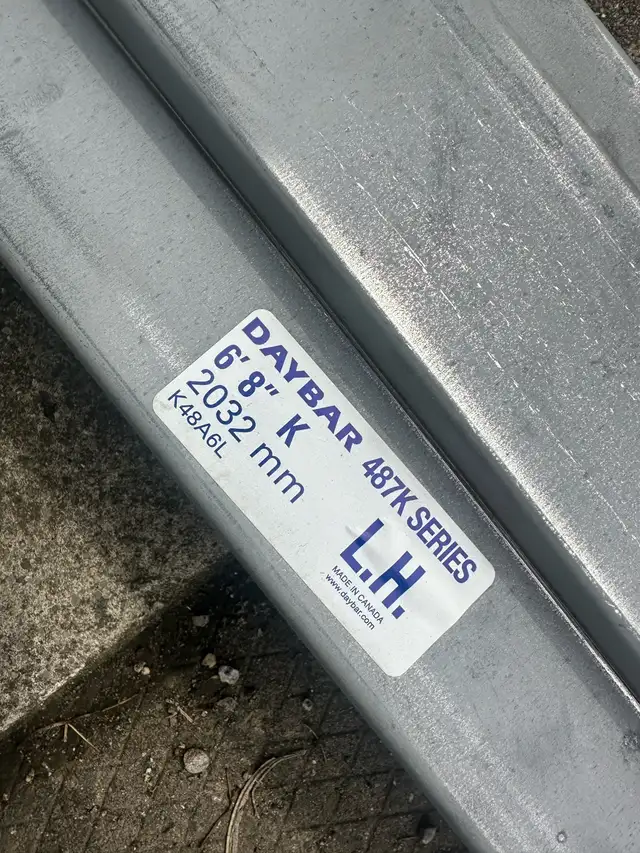 DAYBAR 487K SERIES
6' 8" K
2032 mm L.H.
K48A6L
MADE IN CANADA
www.daybar.com